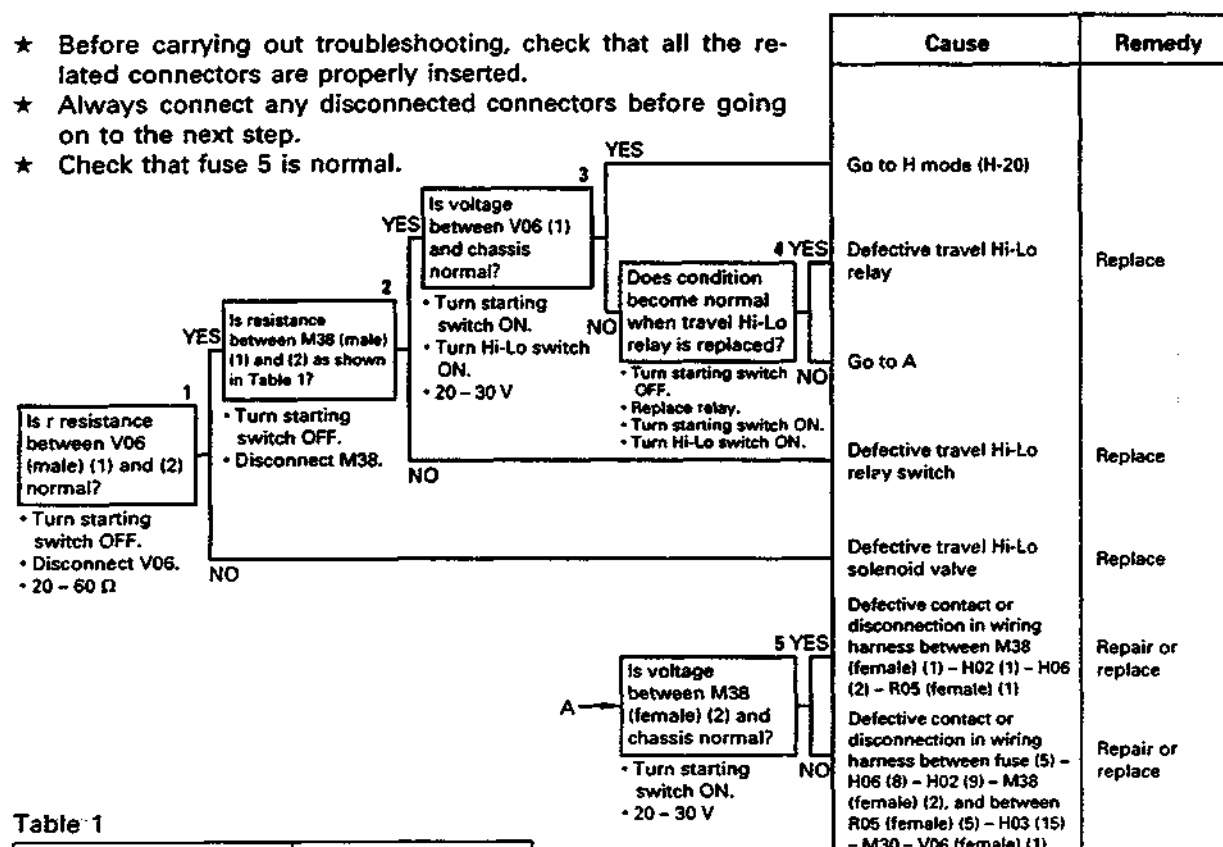 ★ Before carrying out troubleshooting, check that all the re-
lated connectors are properly inserted.
★ Always connect any disconnected connectors before going
on to the next step.
★ Check that fuse 5 is normal.
Cause
Remedy
1
Is r resistance
between V06
(male) (1) and (2)
normal?
• Turn starting
switch OFF.
• Disconnect V06.
• 20 – 60 Ω
YES
NO
2
Is resistance
between M38 (male)
(1) and (2) as shown
in Table 1?
• Turn starting
switch OFF.
• Disconnect M38.
YES
NO
3
Is voltage
between V06 (1)
and chassis
normal?
• Turn starting
switch ON.
• Turn Hi-Lo switch
ON.
• 20 – 30 V
YES
NO
4
Does condition
become normal
when travel Hi-Lo
relay is replaced?
• Turn starting switch
OFF.
• Replace relay.
• Turn starting switch ON.
• Turn Hi-Lo switch ON.
YES
NO
Go to H mode (H-20)
Defective travel Hi-Lo
relay
Replace
Go to A
Defective travel Hi-Lo
relay switch
Replace
Defective travel Hi-Lo
solenoid valve
Replace
A
5
Is voltage
between M38
(female) (2) and
chassis normal?
• Turn starting
switch ON.
• 20 – 30 V
YES
NO
Defective contact or
disconnection in wiring
harness between M38
(female) (1) – H02 (1) – H06
(2) – R05 (female) (1)
Repair or
replace
Defective contact or
disconnection in wiring
harness between fuse (5) –
H06 (8) – H02 (9) – M38
(female) (2), and between
R05 (female) (5) – H03 (15)
– M30 – V06 (female) (1)
Repair or
replace
Table 1